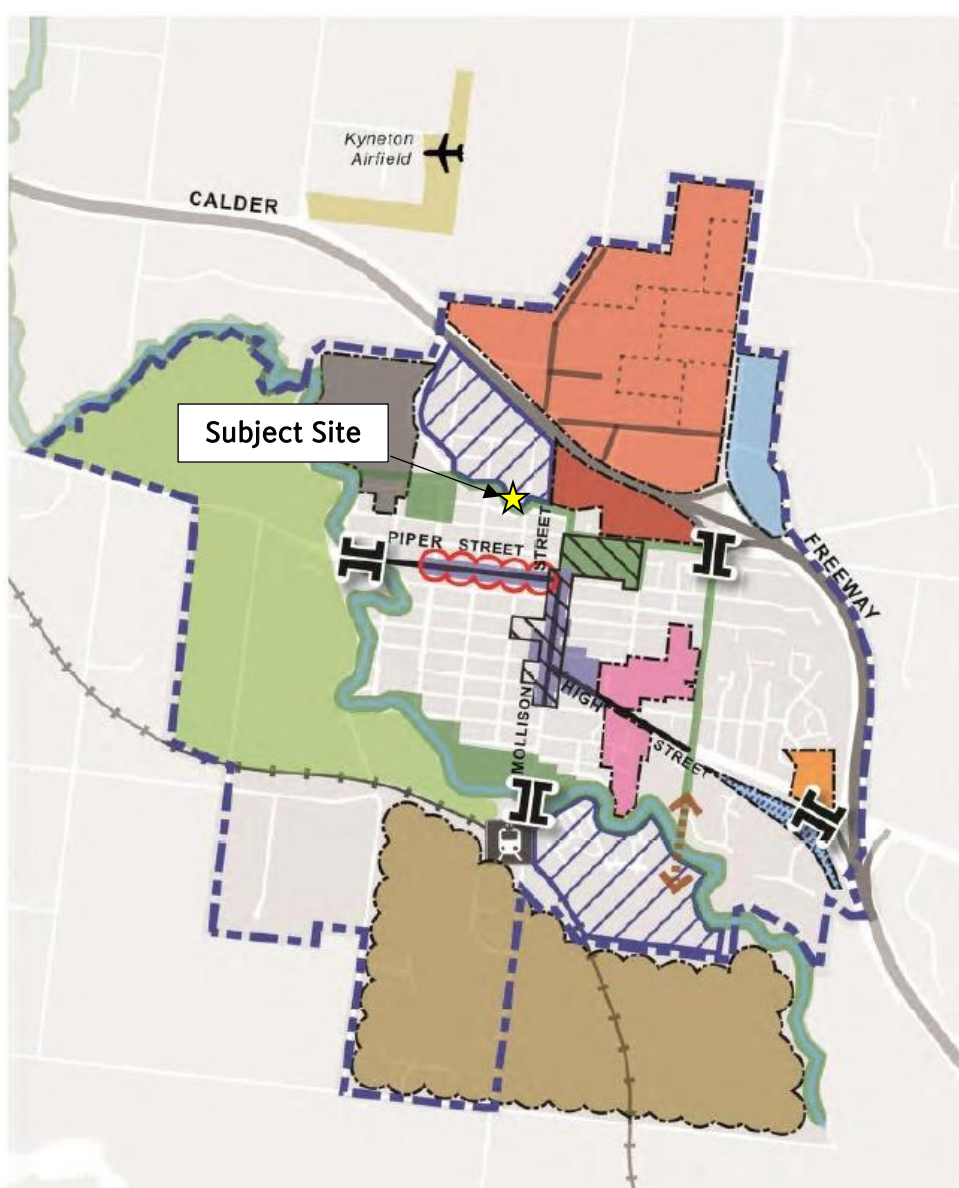 Kyneton
Airfield
CALDER
Subject Site
PIPER STREET
STREET
FREEWAY
MOLLISON
HIGH
STREET